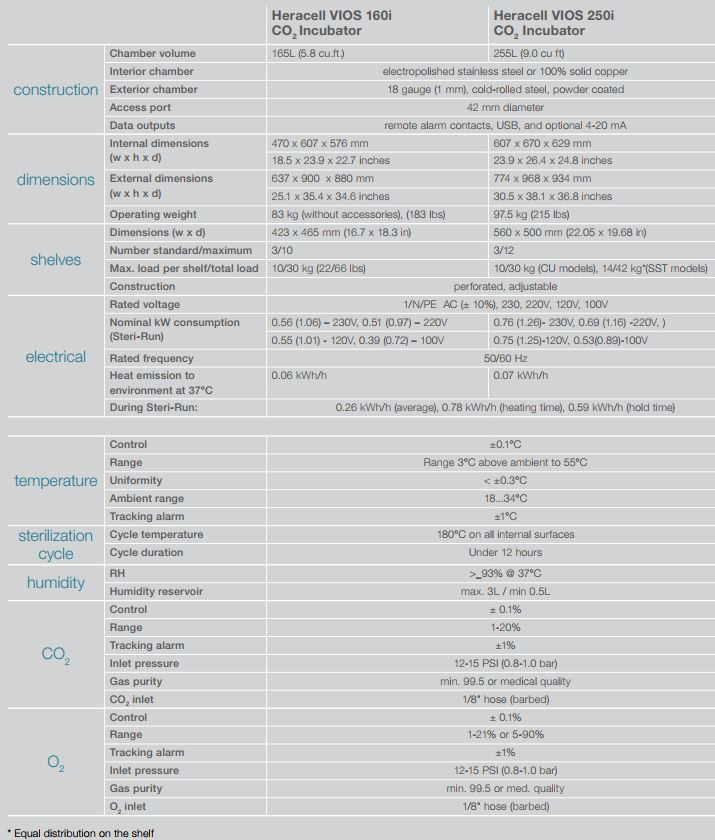 Heracell VIOS 160i CO2 Incubator
Heracell VIOS 250i CO2 Incubator
construction
Chamber volume 165L (5.8 cu.ft.) 255L (9.0 cu ft)
Interior chamber electropolished stainless steel or 100% solid copper
Exterior chamber 18 gauge (1 mm), cold-rolled steel, powder coated
Access port 42 mm diameter
Data outputs remote alarm contacts, USB, and optional 4-20 mA
dimensions
Internal dimensions (w x h x d) 470 x 607 x 576 mm 607 x 670 x 629 mm
18.5 x 23.9 x 22.7 inches 23.9 x 26.4 x 24.8 inches
External dimensions (w x h x d) 637 x 900 x 880 mm 774 x 968 x 934 mm
25.1 x 35.4 x 34.6 inches 30.5 x 38.1 x 36.8 inches
Operating weight 83 kg (without accessories), (183 lbs) 97.5 kg (215 lbs)
shelves
Dimensions (w x d) 423 x 465 mm (16.7 x 18.3 in) 560 x 500 mm (22.05 x 19.68 in)
Number standard/maximum 3/10 3/12
Max. load per shelf/total load 10/30 kg (22/66 lbs) 10/30 kg (CU models), 14/42 kg*(SST models)
Construction perforated, adjustable
electrical
Rated voltage 1/N/PE AC (± 10%), 230, 220V, 120V, 100V
Nominal kW consumption (Steri-Run) 0.56 (1.06) – 230V, 0.51 (0.97) – 220V 0.76 (1.26)- 230V, 0.69 (1.16) -220V, )
0.55 (1.01) - 120V, 0.39 (0.72) – 100V 0.75 (1.25)-120V, 0.53(0.89)-100V
Rated frequency 50/60 Hz
Heat emission to environment at 37ºC 0.06 kWh/h 0.07 kWh/h
During Steri-Run: 0.26 kWh/h (average), 0.78 kWh/h (heating time), 0.59 kWh/h (hold time)
temperature
Control ±0.1ºC
Range Range 3ºC above ambient to 55ºC
Uniformity < ±0.3ºC
Ambient range 18...34ºC
Tracking alarm ±1ºC
sterilization cycle
Cycle temperature 180ºC on all internal surfaces
Cycle duration Under 12 hours
humidity
RH >_93% @ 37ºC
Humidity reservoir max. 3L / min 0.5L
CO2
Control ± 0.1%
Range 1-20%
Tracking alarm ±1%
Inlet pressure 12-15 PSI (0.8-1.0 bar)
Gas purity min. 99.5 or medical quality
CO2 inlet 1/8" hose (barbed)
O2
Control ± 0.1%
Range 1-21% or 5-90%
Tracking alarm ±1%
Inlet pressure 12-15 PSI (0.8-1.0 bar)
Gas purity min. 99.5 or med. quality
O2 inlet 1/8" hose (barbed)
* Equal distribution on the shelf